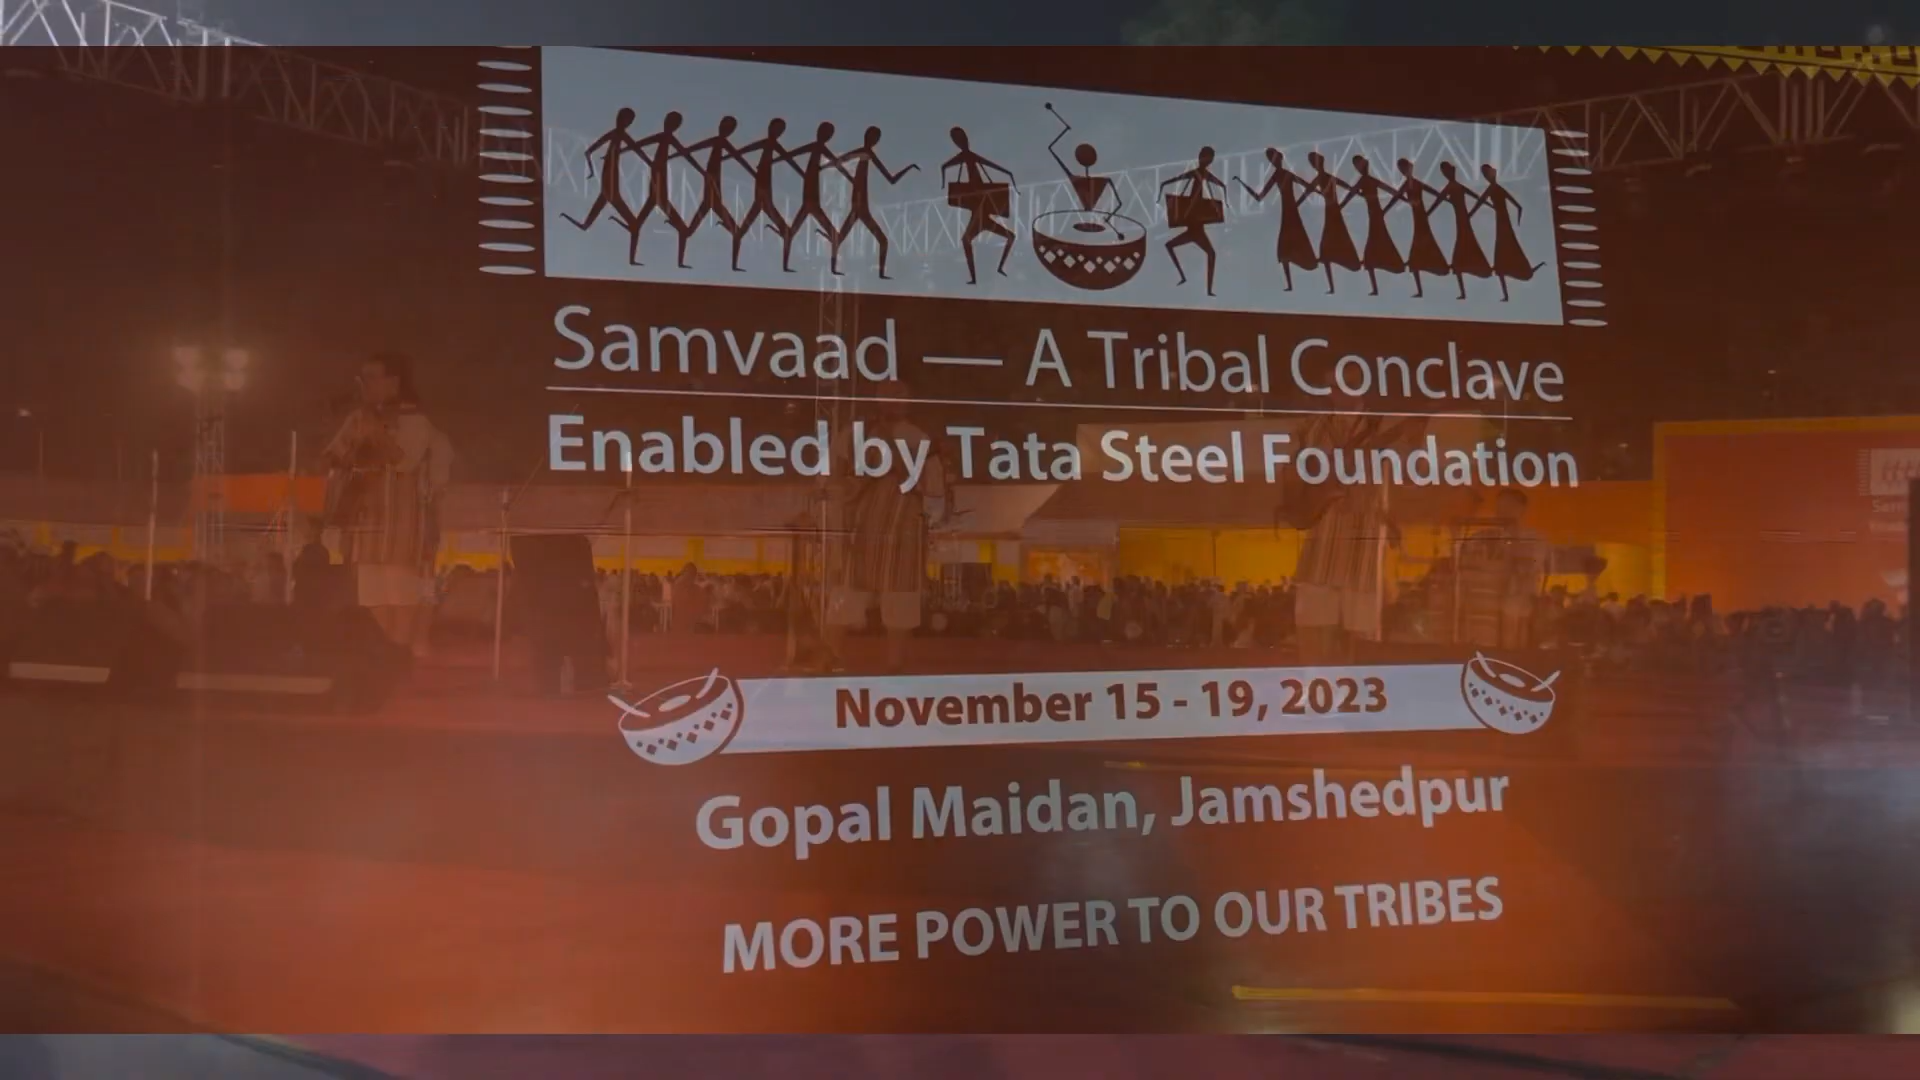 Samvaad — A Tribal Conclave
Enabled by Tata Steel Foundation
November 15 - 19, 2023
Gopal Maidan, Jamshedpur
MORE POWER TO OUR TRIBES